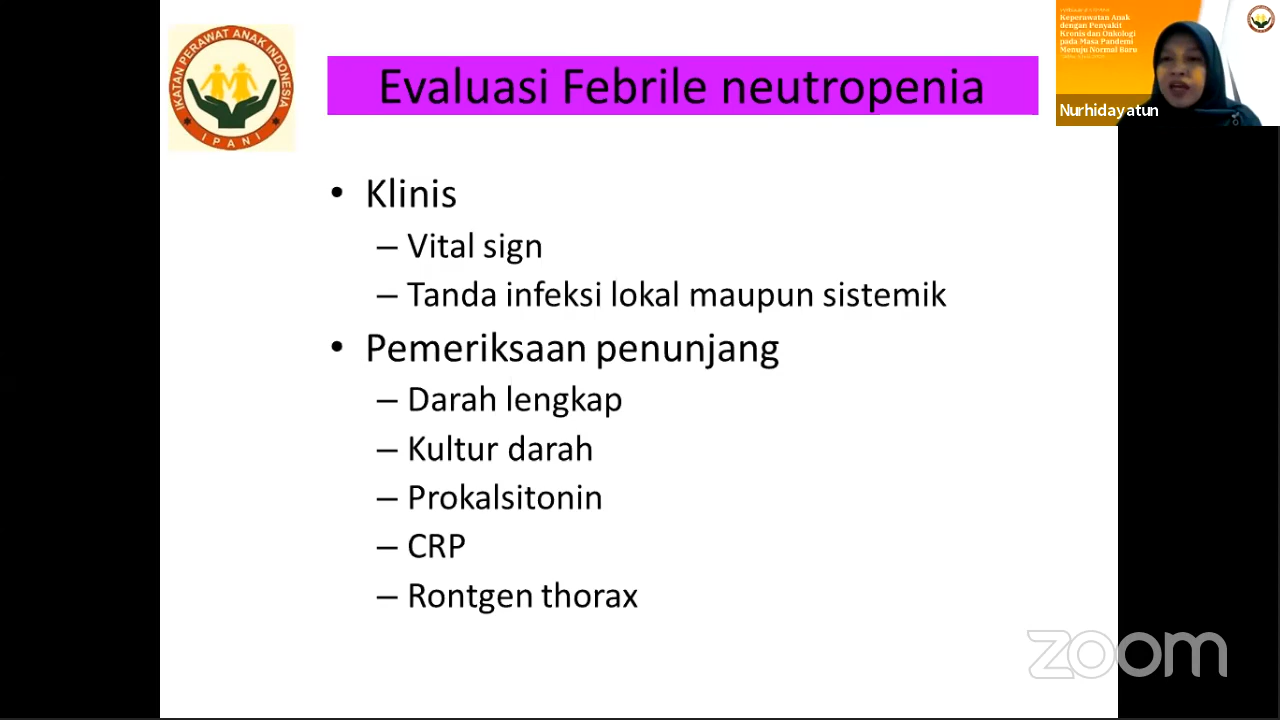 IKATAN PERAWAT ANAK INDONESIA
I P A N I
Evaluasi Febrile neutropenia
Keperawatan Anak
dengan Penyakit
Kronis dan Onkologi
pada Masa Pandemi
Menuju Normal Baru
Nurhidayatun
• Klinis
– Vital sign
– Tanda infeksi lokal maupun sistemik
• Pemeriksaan penunjang
– Darah lengkap
– Kultur darah
– Prokalsitonin
– CRP
– Rontgen thorax
zoom